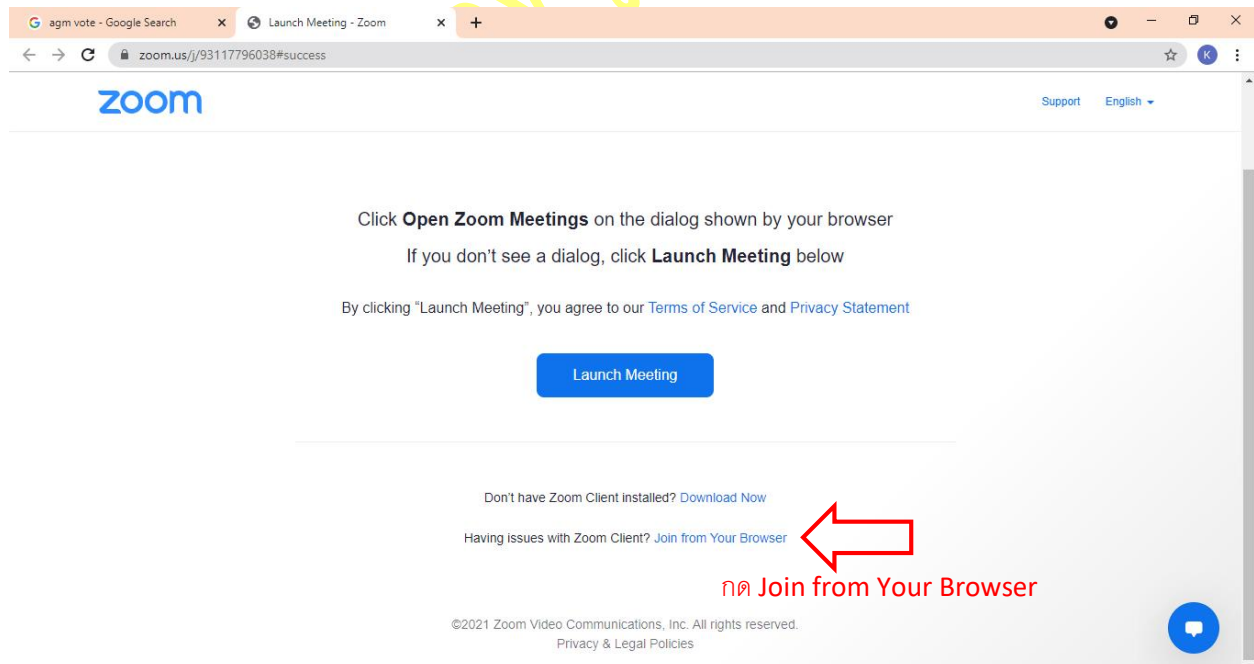 agm vote - Google Search
Launch Meeting - Zoom
zoom.us/j/93117796038#success
K
zoom
Support
English
Click Open Zoom Meetings on the dialog shown by your browser
If you don't see a dialog, click Launch Meeting below
By clicking “Launch Meeting”, you agree to our Terms of Service and Privacy Statement
Launch Meeting
Don't have Zoom Client installed? Download Now
Having issues with Zoom Client? Join from Your Browser
กด Join from Your Browser
©2021 Zoom Video Communications, Inc. All rights reserved.
Privacy & Legal Policies